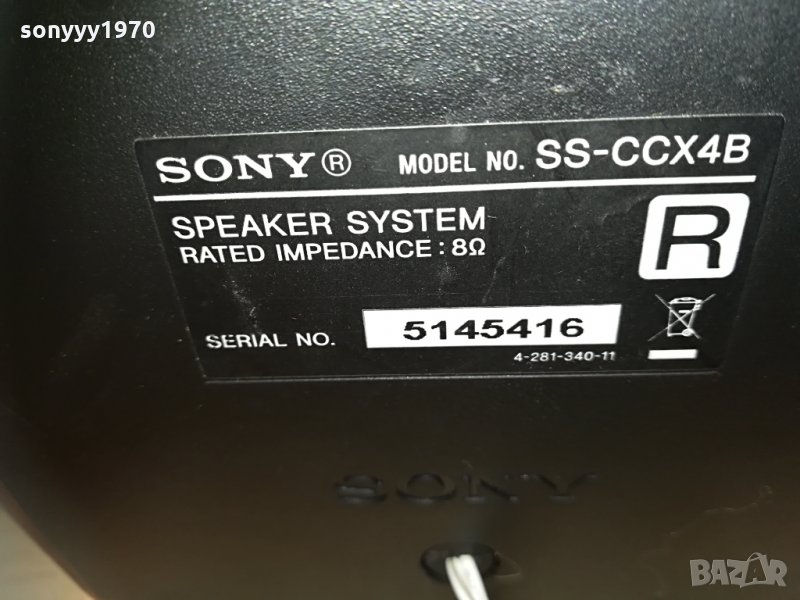 sonyyy1970
SONY® MODEL NO. SS-CCX4B
SPEAKER SYSTEM
RATED IMPEDANCE : 8Ω
R
SERIAL NO. 5145416
4-281-340-11
SONY
BAZAR